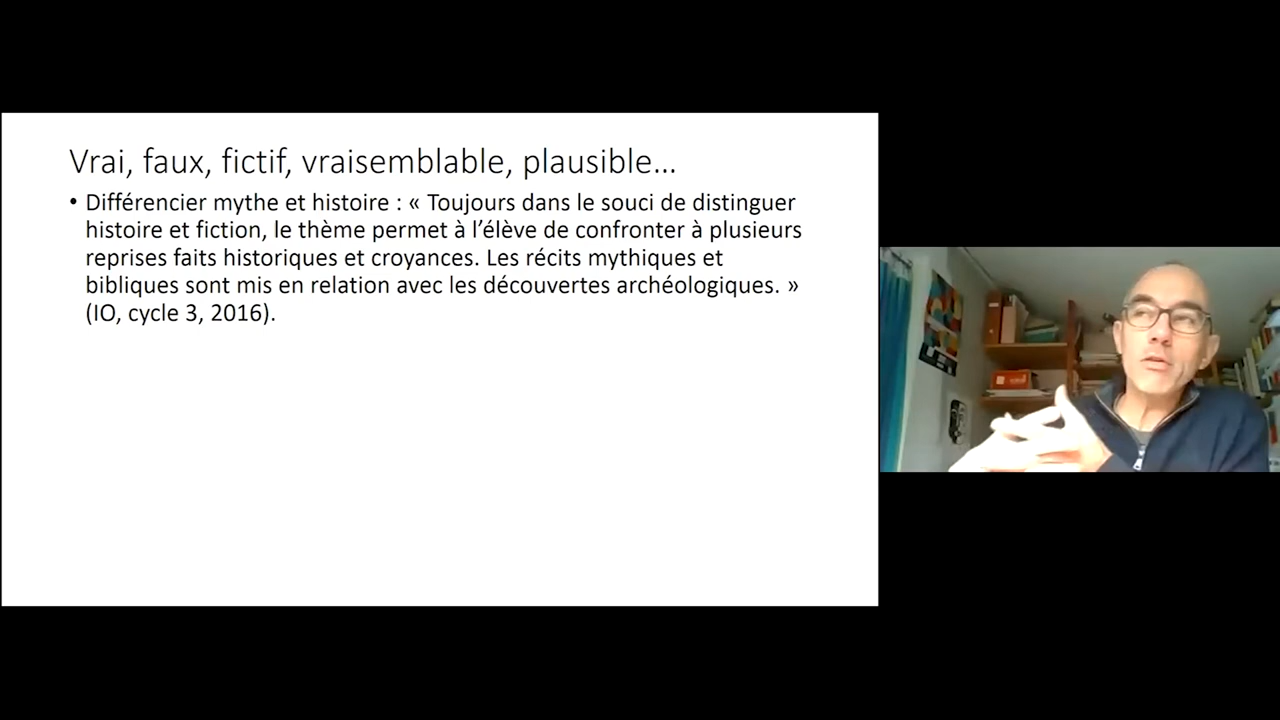 Vrai, faux, fictif, vraisemblable, plausible…
• Différencier mythe et histoire : « Toujours dans le souci de distinguer
histoire et fiction, le thème permet à l’élève de confronter à plusieurs
reprises faits historiques et croyances. Les récits mythiques et
bibliques sont mis en relation avec les découvertes archéologiques. »
(IO, cycle 3, 2016).